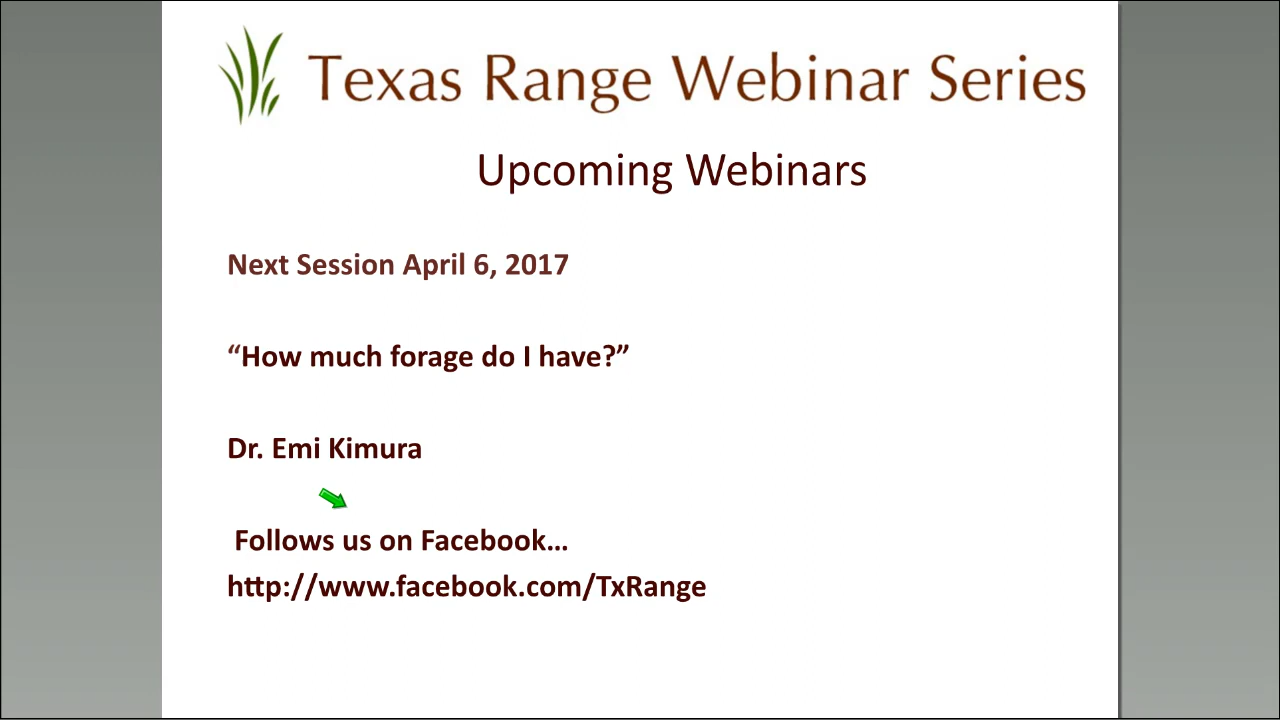 Texas Range Webinar Series
Upcoming Webinars
Next Session April 6, 2017
“How much forage do I have?”
Dr. Emi Kimura
Follows us on Facebook...
http://www.facebook.com/TxRange